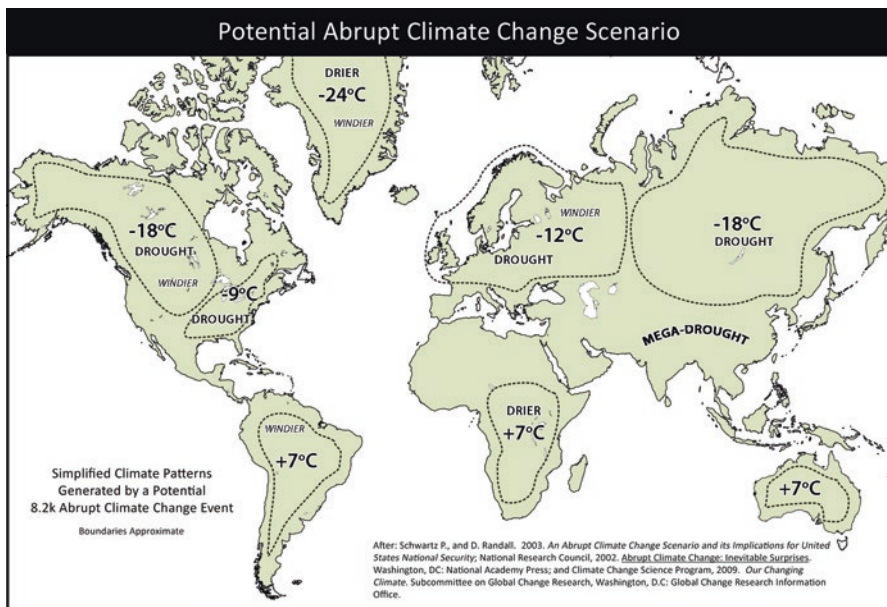 Potential Abrupt Climate Change Scenario
DRIER
-24°C
WINDIER
-18°C
DROUGHT
WINDIER
-9°C
DROUGHT
WINDIER
-12°C
DROUGHT
-18°C
DROUGHT
MEGA-DROUGHT
WINDIER
+7°C
DRIER
+7°C
+7°C
Simplified Climate Patterns
Generated by a Potential
8.2k Abrupt Climate Change Event
Boundaries Approximate
After: Schwartz P., and D. Randall. 2003. An Abrupt Climate Change Scenario and its Implications for United
States National Security; National Research Council, 2002. Abrupt Climate Change: Inevitable Surprises.
Washington, DC: National Academy Press; and Climate Change Science Program, 2009. Our Changing
Climate. Subcommittee on Global Change Research, Washington, D.C: Global Change Research Information
Office.